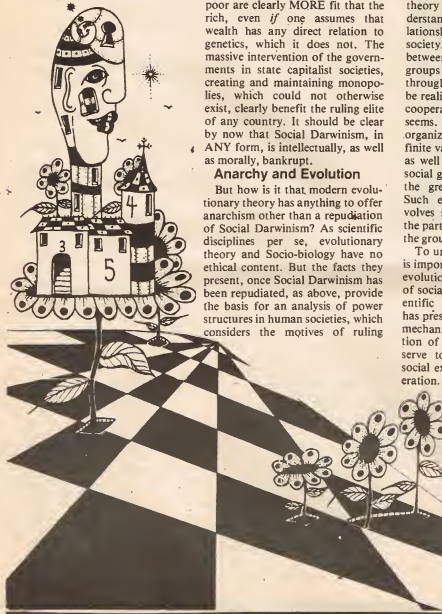 poor are clearly MORE fit that the
rich, even if one assumes that
wealth has any direct relation to
genetics, which it does not. The
massive intervention of the govern-
ments in state capitalist societies,
creating and maintaining monopo-
lies, which could not otherwise
exist, clearly benefit the ruling elite
of any country. It should be clear
by now that Social Darwinism, in
ANY form, is intellectually, as well
as morally, bankrupt.
Anarchy and Evolution
But how is it that modern evolu-
tionary theory has anything to offer
anarchism other than a repudiation
of Social Darwinism? As scientific
disciplines per se, evolutionary
theory and Socio-biology have no
ethical content. But the facts they
present, once Social Darwinism has
been repudiated, as above, provide
the basis for an analysis of power
structures in human societies, which
considers the motives of ruling
theory
derstan
lationsh
society.
between
groups
through
be reali
coopera
seems.
organiz
finite va
as well
social g
the gre
Such e
volves s
the part
the grou
To ur
is impor
evolutio
of socia
entific
has pres
mechan
tion of
serve to
social ex
eration.
4
3
5